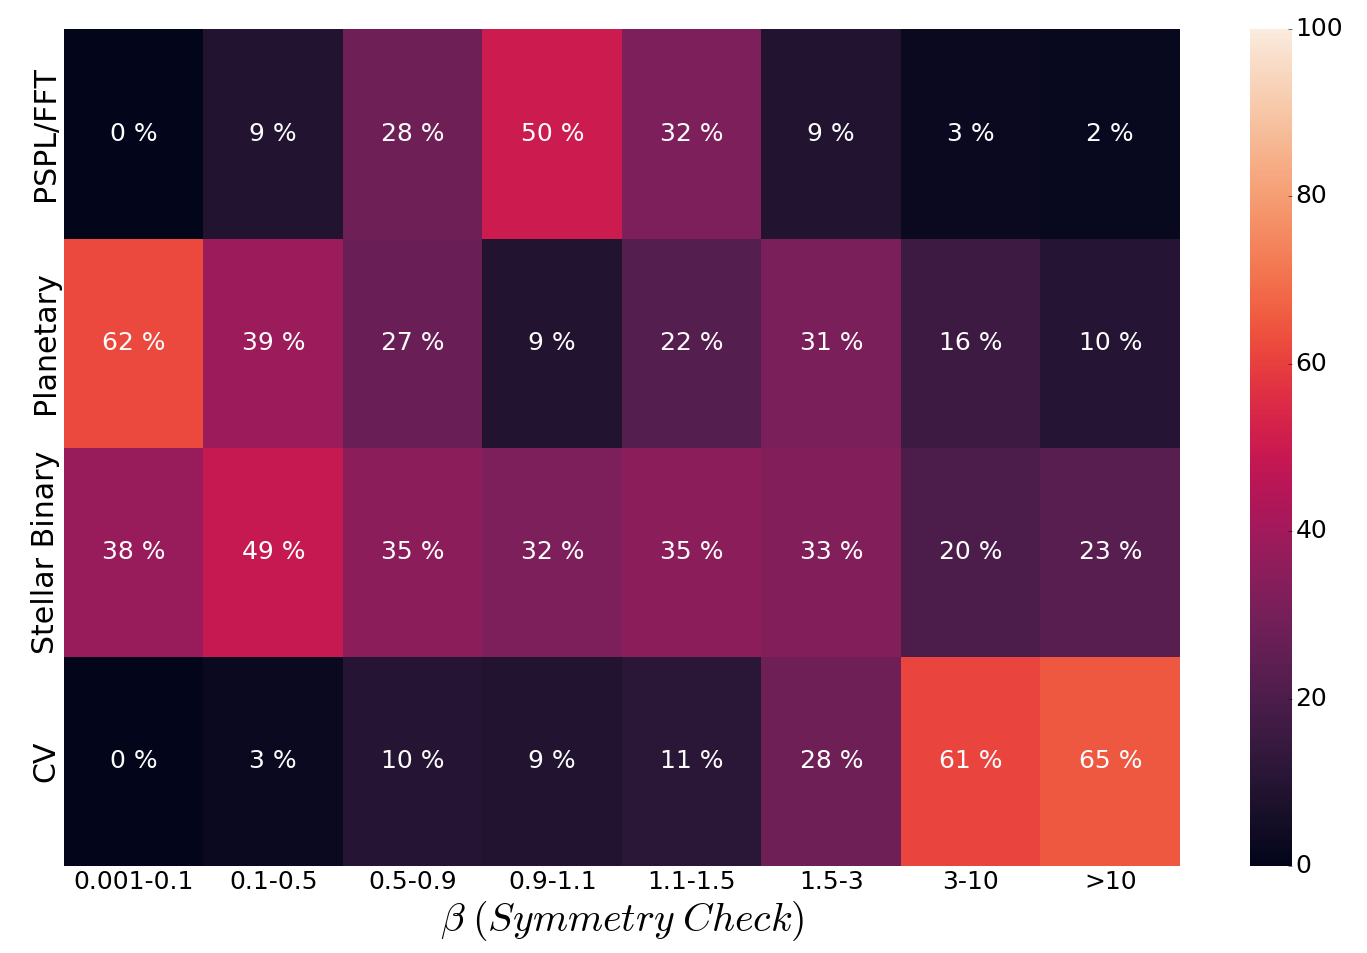 PSPL/FFT
0 % 9 % 28 % 50 % 32 % 9 % 3 % 2 %
Planetary
62 % 39 % 27 % 9 % 22 % 31 % 16 % 10 %
Stellar Binary
38 % 49 % 35 % 32 % 35 % 33 % 20 % 23 %
CV
0 % 3 % 10 % 9 % 11 % 28 % 61 % 65 %
0.001-0.1 0.1-0.5 0.5-0.9 0.9-1.1 1.1-1.5 1.5-3 3-10 >10
β (Symmetry Check)
100
80
60
40
20
0